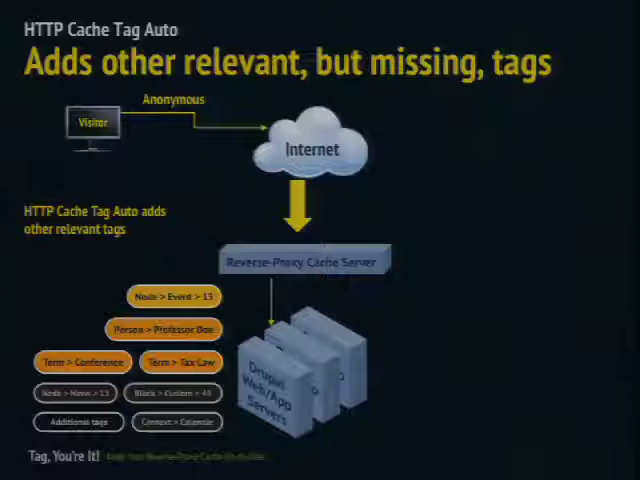 HTTP Cache Tag Auto
Adds other relevant, but missing, tags
Anonymous
Visitor
Internet
HTTP Cache Tag Auto adds
other relevant tags
Reverse-Proxy Cache Server
Node > Event > 13
Person > Professor Doe
Term > Conference
Term > Tax Law
Node > News > 13
Block > Custom > 45
Additional tags
Context > Calendar
Drupal
Web/App
Servers
Tag, You're It!